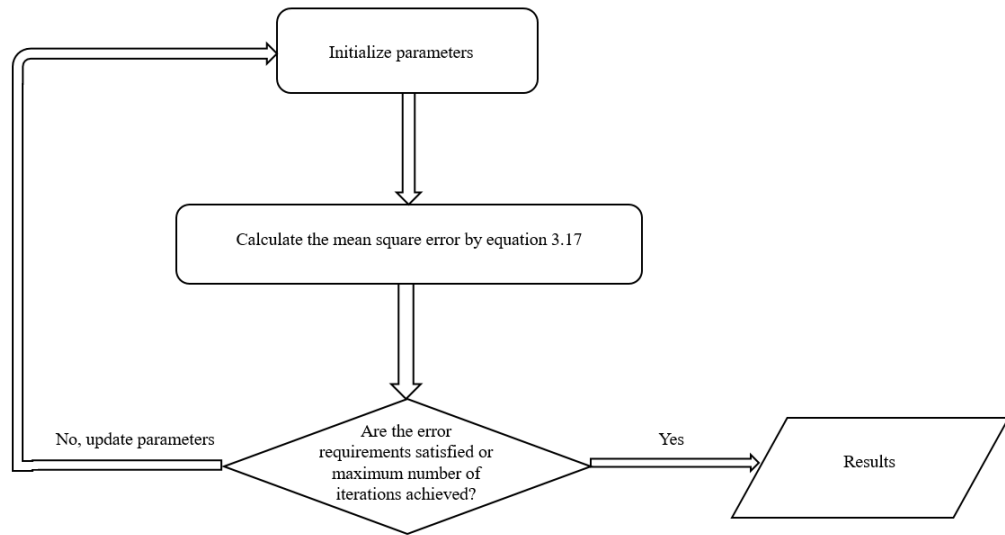 Initialize parameters
Calculate the mean square error by equation 3.17
No, update parameters
Are the error
requirements satisfied or
maximum number of
iterations achieved?
Yes
Results